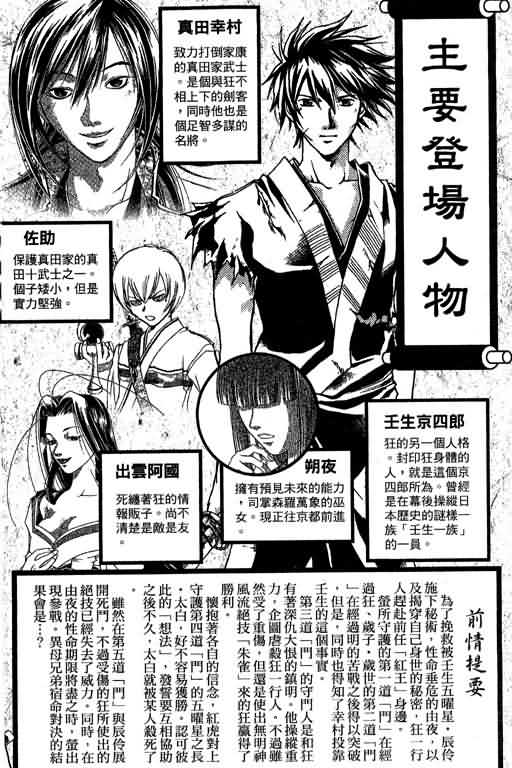 主要登場人物
真田幸村
致力打倒家康
的真田家武士
。是個與狂不
相上下的劍客
，同時他也是
個足智多謀的
名將。
佐助
保護真田家的真
田十武士之一。
個子矮小，但是
實力堅強。
壬生京四郎
狂的另一個人格
。封印狂身體的
人，就是這個京
四郎所為。曾經
是在幕後操縱日
本歷史的謎樣一
族「壬生一族」
的一員。
朔夜
擁有預見未來的能力
，司掌森羅萬象的巫
女。現正往京都前進
。
出雲阿國
死纏著狂的情
報販子。尚不
清楚是敵是友
。
前情提要
為了挽救被壬生五曜星‧辰伶
施下秘術，性命垂危的由夜，以
及揭穿自己身世的秘密，狂一行
人趕赴前任「紅王」身邊。
螢所守護的第一道「門」在經
過狂、歲子、歲世的第二道「門
」在經過明的苦戰之後得以突破
，但是，同時也得知了幸村投靠
壬生的這個事實。
第三道「門」的守門人是和狂
有著深仇大恨的鎮明。他操縱重
力，企圖虐殺狂一行人。不過雖
然受了重傷，但還是使出無明神
風流絕技「朱雀」來的狂贏得了
勝利。
懷抱著各自的信念，紅虎對上
守護第四道「門」的五曜星之長
‧太白，好不容易獲勝。認可彼
此的「想法」，發誓要互相協助
之後不久，太白就被某人殺死了
。
雖然在第五道「門」與辰伶展
開死鬥，不過受傷的狂所使出的
絕技已經失去了威力。同時，在
由夜的性命期限將盡之時，螢出
現參戰。異母兄弟宿命對決的結
果會是…？